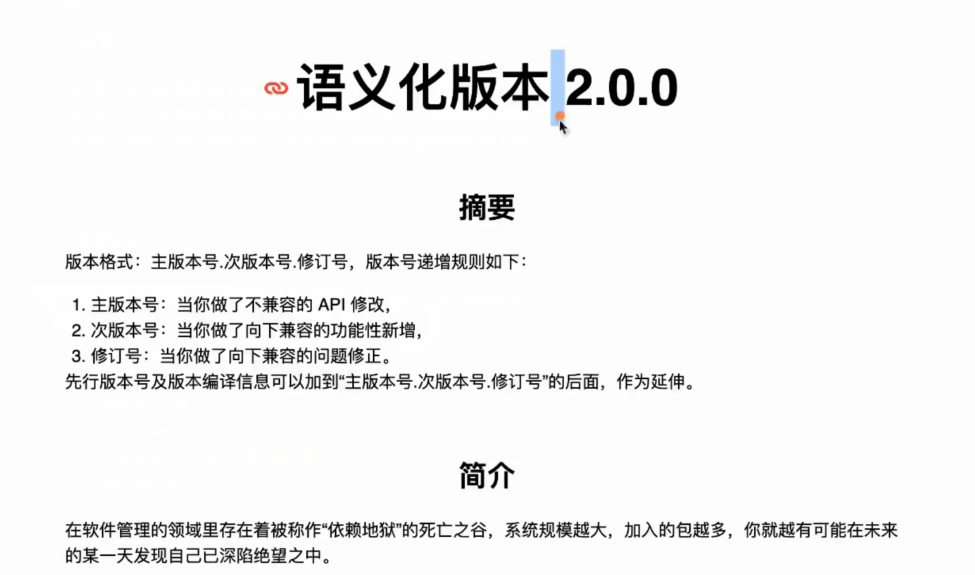 语义化版本 2.0.0
摘要
版本格式：主版本号.次版本号.修订号，版本号递增规则如下：
1. 主版本号：当你做了不兼容的 API 修改，
2. 次版本号：当你做了向下兼容的功能性新增，
3. 修订号：当你做了向下兼容的问题修正。
先行版本号及版本编译信息可以加到“主版本号.次版本号.修订号”的后面，作为延伸。
简介
在软件管理的领域里存在着被称作“依赖地狱”的死亡之谷，系统规模越大，加入的包越多，你就越有可能在未来
的某一天发现自己已深陷绝望之中。